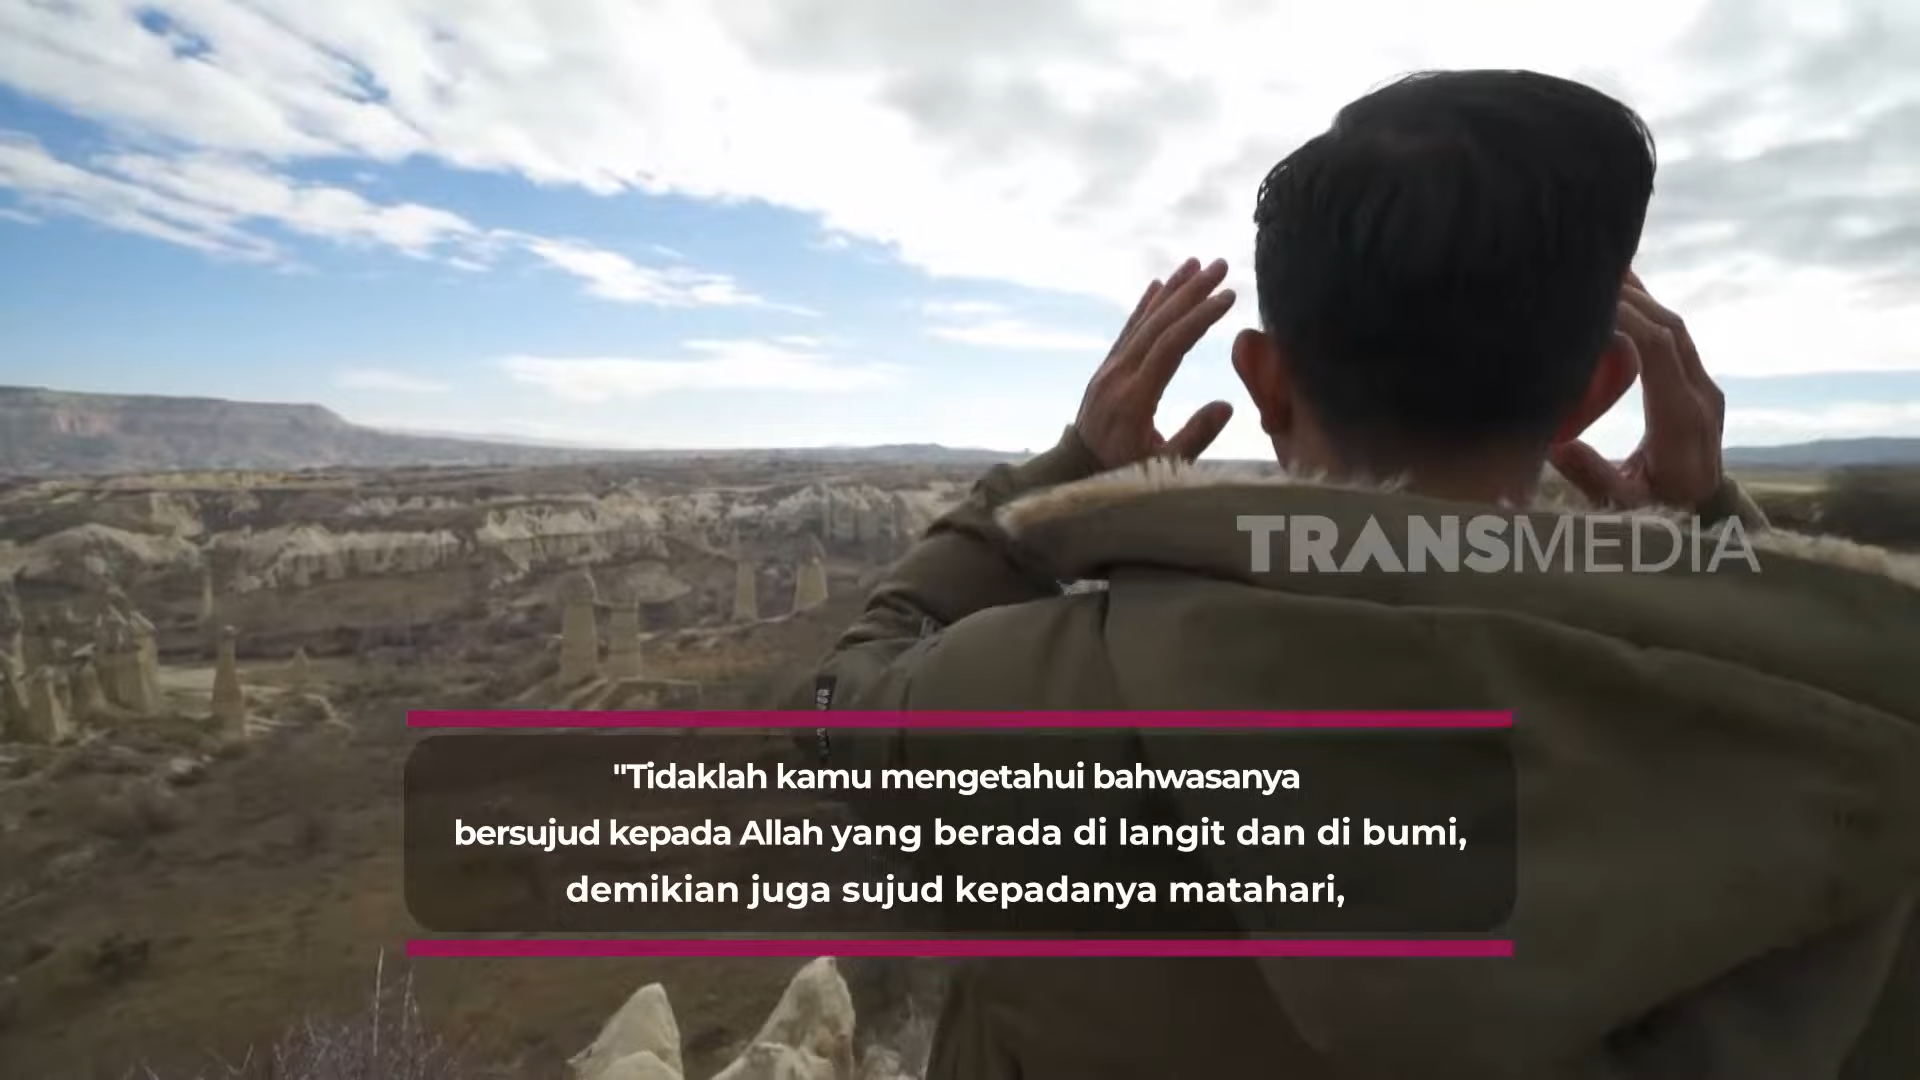 TRANSMEDIA
"Tidaklah kamu mengetahui bahwasanya
bersujud kepada Allah yang berada di langit dan di bumi,
demikian juga sujud kepadanya matahari,